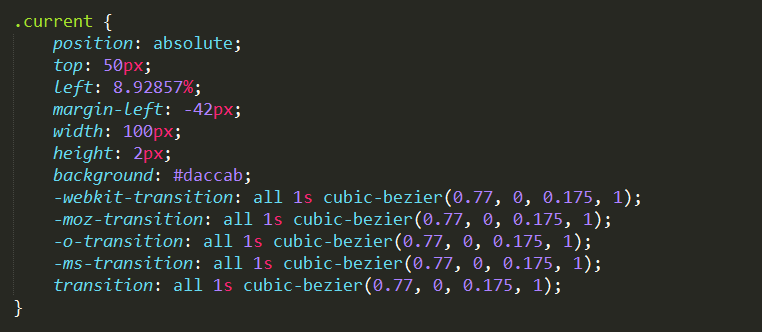 .current {
    position: absolute;
    top: 50px;
    left: 8.92857%;
    margin-left: -42px;
    width: 100px;
    height: 2px;
    background: #daccab;
    -webkit-transition: all 1s cubic-bezier(0.77, 0, 0.175, 1);
    -moz-transition: all 1s cubic-bezier(0.77, 0, 0.175, 1);
    -o-transition: all 1s cubic-bezier(0.77, 0, 0.175, 1);
    -ms-transition: all 1s cubic-bezier(0.77, 0, 0.175, 1);
    transition: all 1s cubic-bezier(0.77, 0, 0.175, 1);
}